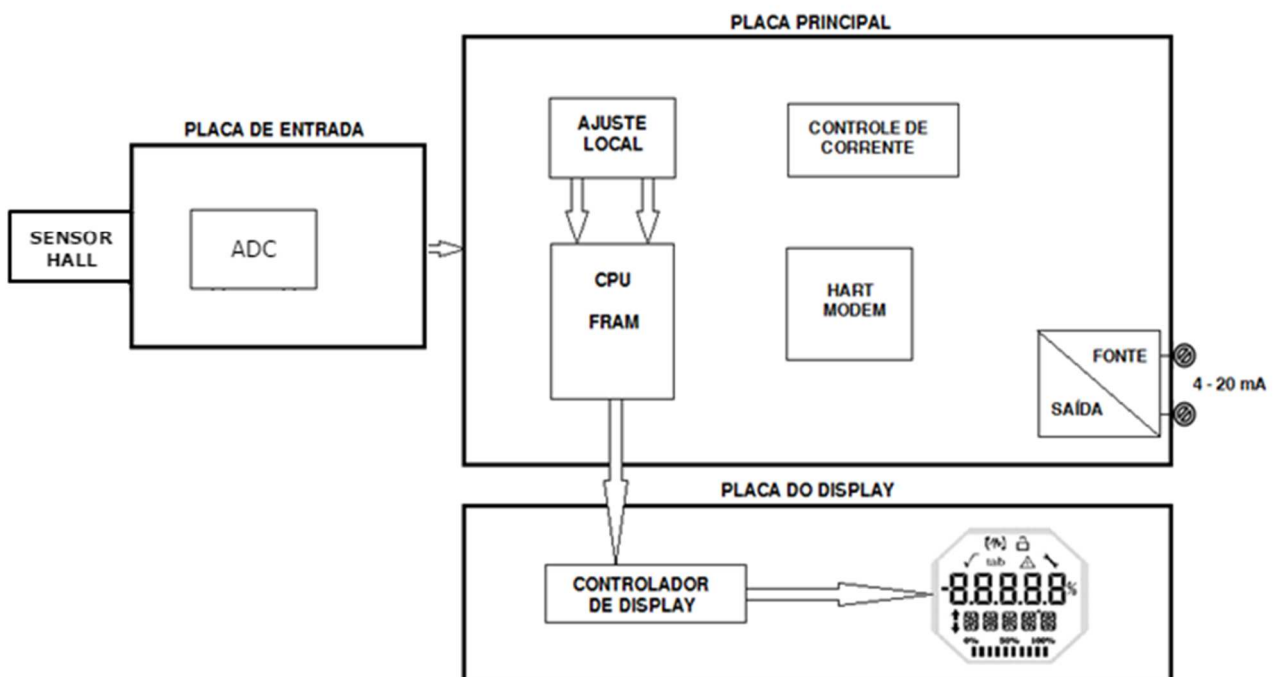 PLACA PRINCIPAL
PLACA DE ENTRADA
AJUSTE
LOCAL
CONTROLE DE
CORRENTE
SENSOR
HALL
ADC
CPU
FRAM
HART
MODEM
FONTE
SAÍDA
4 - 20 mA
PLACA DO DISPLAY
CONTROLADOR
DE DISPLAY
tab
-8.8.8.8.8%
0% 50% 100%